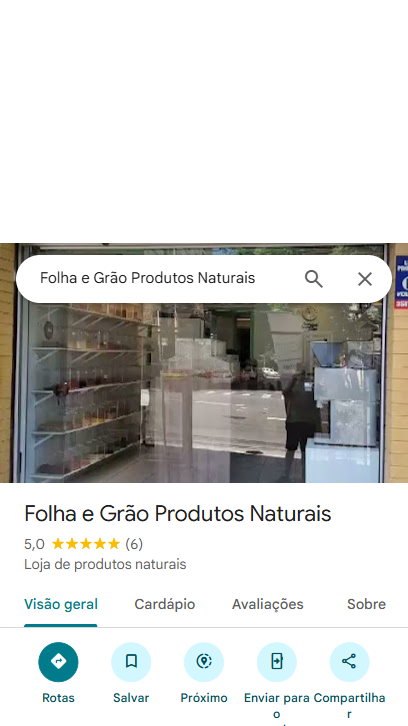 Folha e Grão Produtos Naturais
Folha e Grão Produtos Naturais
5,0 (6)
Loja de produtos naturais
Visão geral Cardápio Avaliações Sobre
Rotas Salvar Próximo Enviar para Compartilha
o r